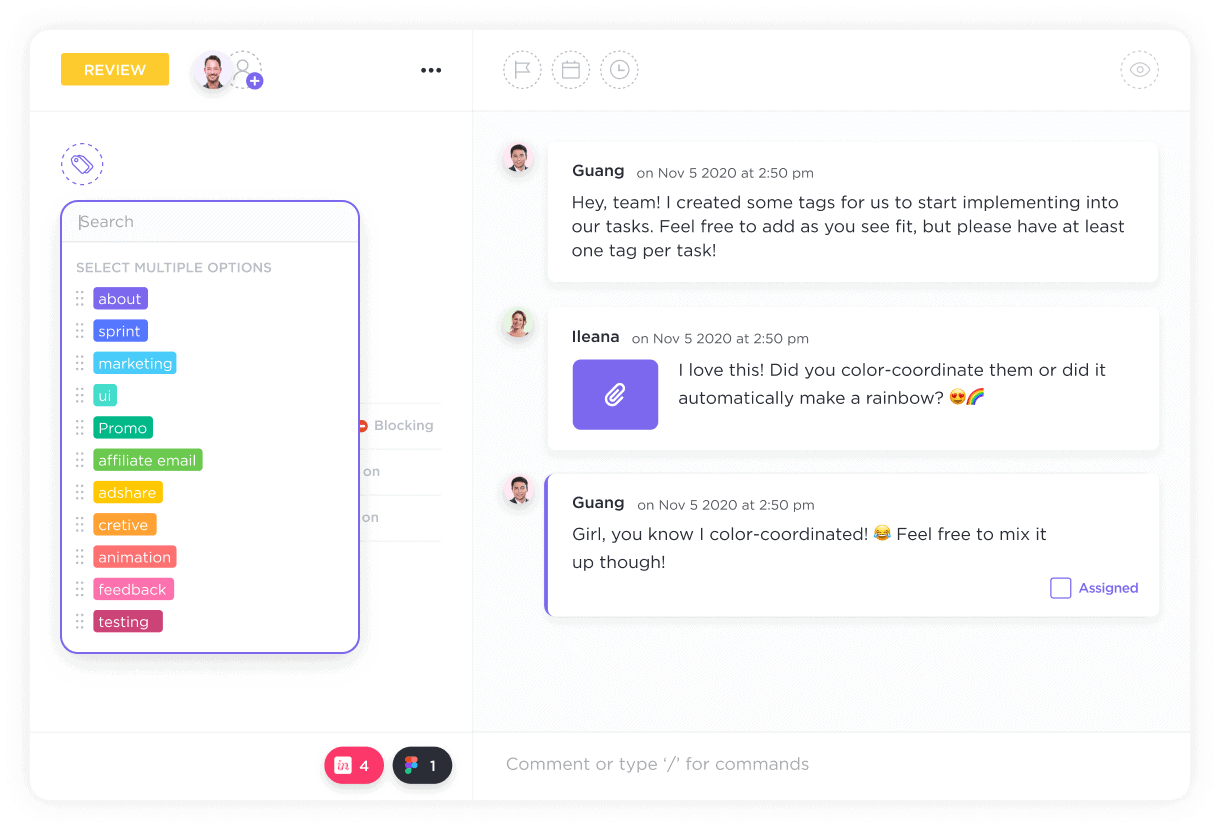 REVIEW
Search
SELECT MULTIPLE OPTIONS
about
sprint
marketing
ui
Promo
affiliate email
adshare
cretive
animation
feedback
testing
Blocking
on
on
in 4
1
Guang on Nov 5 2020 at 2:50 pm
Hey, team! I created some tags for us to start implementing into
our tasks. Feel free to add as you see fit, but please have at least
one tag per task!
Ileana on Nov 5 2020 at 2:50 pm
I love this! Did you color-coordinate them or did it
automatically make a rainbow? 😍🌈
Guang on Nov 5 2020 at 2:50 pm
Girl, you know I color-coordinated! 😂 Feel free to mix it
up though!
Assigned
Comment or type ‘/’ for commands